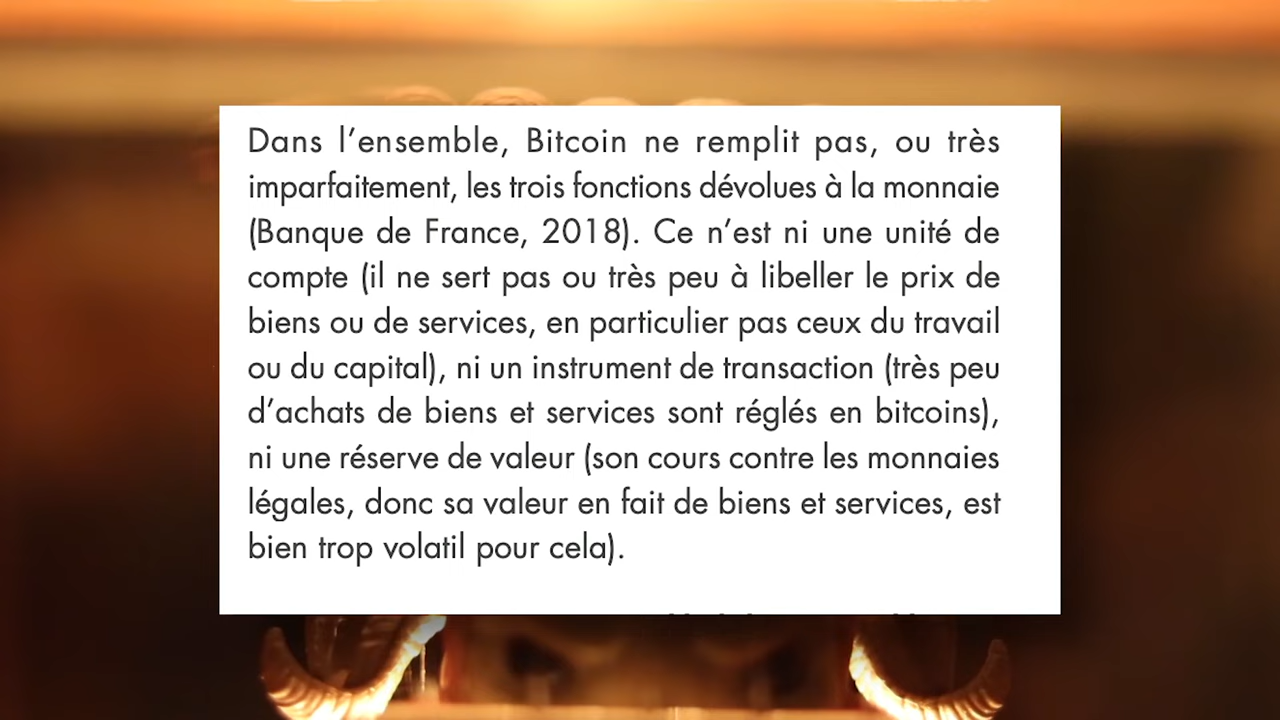 Dans l’ensemble, Bitcoin ne remplit pas, ou très
imparfaitement, les trois fonctions dévolues à la monnaie
(Banque de France, 2018). Ce n’est ni une unité de
compte (il ne sert pas ou très peu à libeller le prix de
biens ou de services, en particulier pas ceux du travail
ou du capital), ni un instrument de transaction (très peu
d’achats de biens et services sont réglés en bitcoins),
ni une réserve de valeur (son cours contre les monnaies
légales, donc sa valeur en fait de biens et services, est
bien trop volatil pour cela).